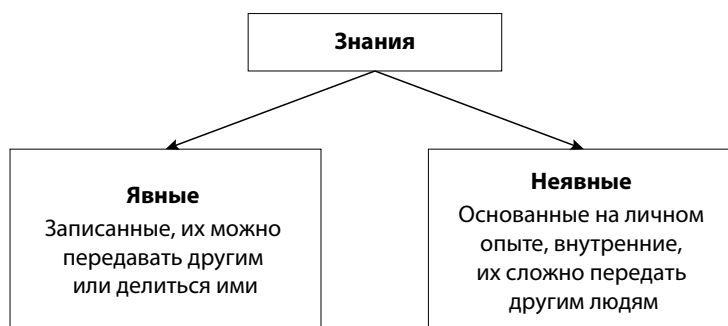 Знания
Явные
Записанные, их можно
передавать другим
или делиться ими
Неявные
Основанные на личном
опыте, внутренние,
их сложно передать
другим людям